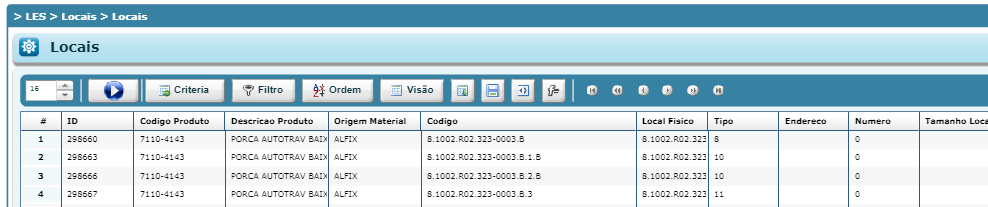 > LES > Locais > Locais
Locais
16 Criteria Filtro Ordem Visão
# ID Codigo Produto Descricao Produto Origem Material Codigo Local Fisico Tipo Endereco Numero Tamanho Loca
1 298660 7110-4143 PORCA AUTOTRAV BAIX ALFIX 8.1002.R02.323-0003.B 8.1002.R02.323 8 0
2 298663 7110-4143 PORCA AUTOTRAV BAIX ALFIX 8.1002.R02.323-0003.B.1.B 8.1002.R02.323 10 0
3 298666 7110-4143 PORCA AUTOTRAV BAIX ALFIX 8.1002.R02.323-0003.B.2.B 8.1002.R02.323 10 0
4 298667 7110-4143 PORCA AUTOTRAV BAIX ALFIX 8.1002.R02.323-0003.B.3 8.1002.R02.323 11 0